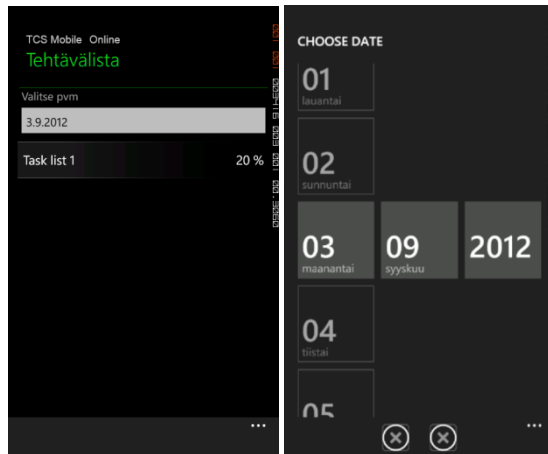 TCS Mobile Online
Tehtävälista
Valitse pvm
3.9.2012
Task list 1 20 %
CHOOSE DATE
01
lauantai
02
sunnuntai
03 09 2012
maanantai syyskuu
04
tiistai
05